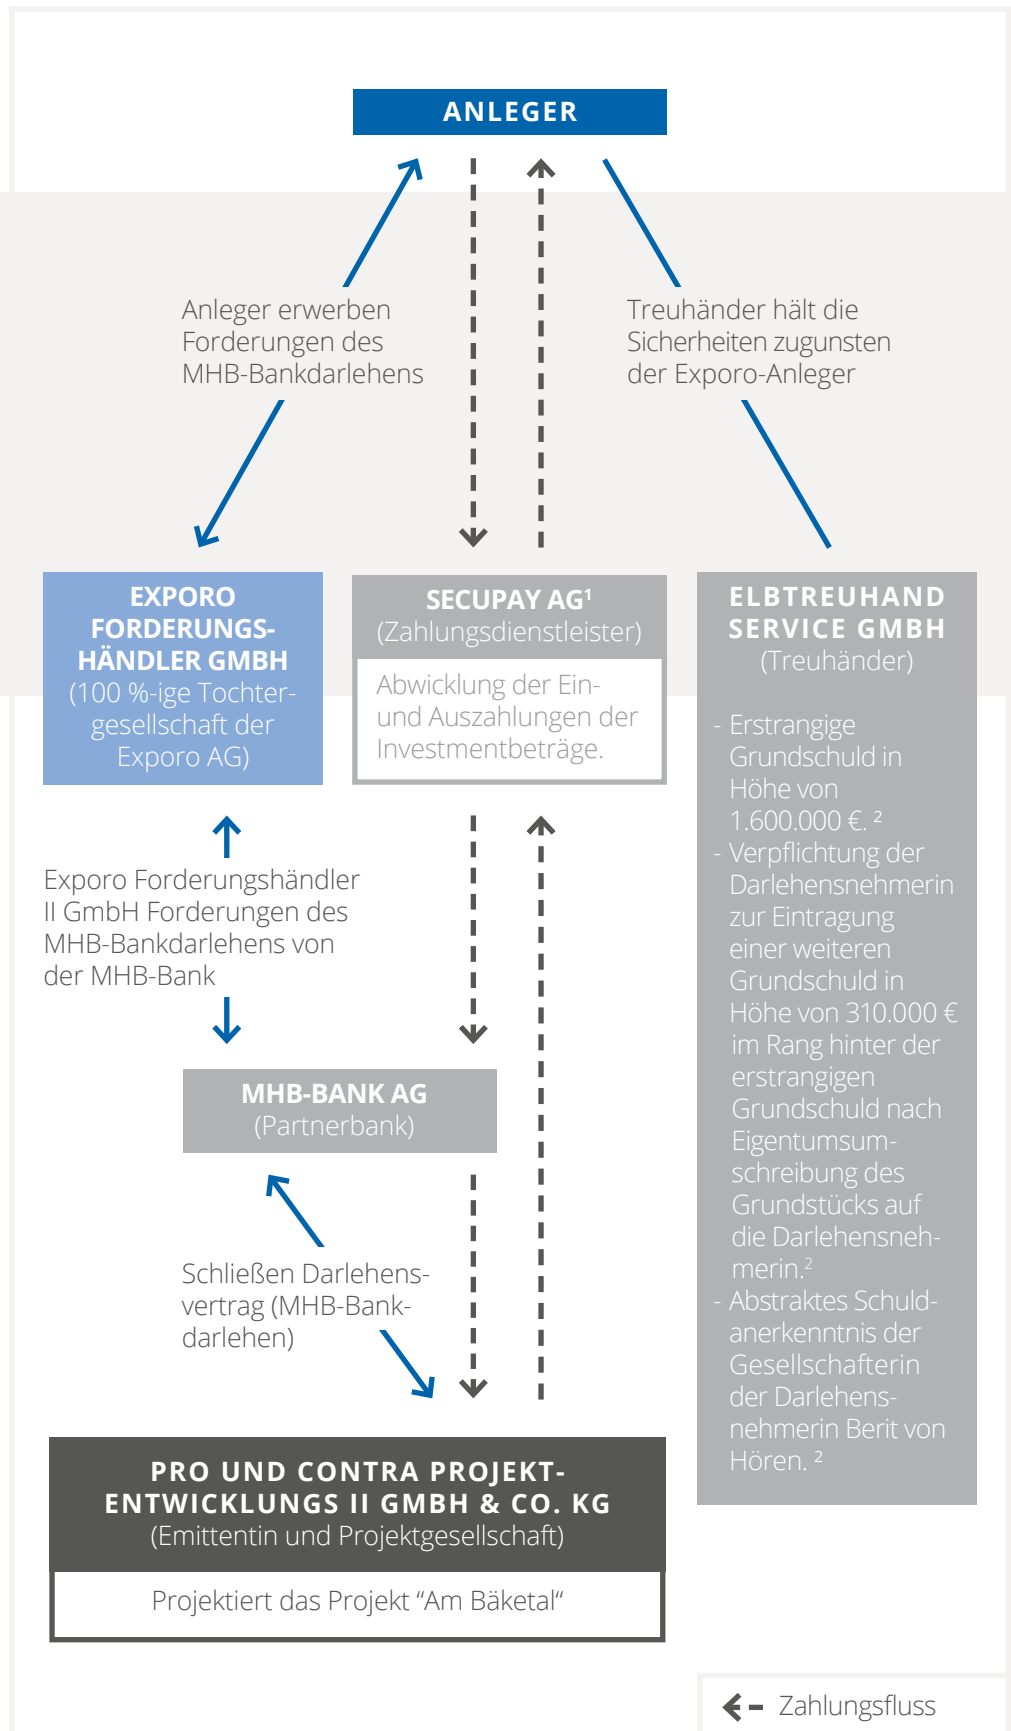 ANLEGER
Anleger erwerben
Forderungen des
MHB-Bankdarlehens
Treuhänder hält die
Sicherheiten zugunsten
der Exporo-Anleger
EXPORO
FORDERUNGS-
HÄNDLER GMBH
(100 %-ige Tochter-
gesellschaft der
Exporo AG)
SECUPAY AG¹
(Zahlungsdienstleister)
Abwicklung der Ein-
und Auszahlungen der
Investmentbeträge.
ELBTREUHAND
SERVICE GMBH
(Treuhänder)
- Erstrangige
Grundschuld in
Höhe von
1.600.000 €. ²
- Verpflichtung der
Darlehensnehmerin
zur Eintragung
einer weiteren
Grundschuld in
Höhe von 310.000 €
im Rang hinter der
erstrangigen
Grundschuld nach
Eigentumsum-
schreibung des
Grundstücks auf
die Darlehensneh-
merin.²
- Abstraktes Schuld-
anerkenntnis der
Gesellschafterin
der Darlehens-
nehmerin Berit von
Hören. ²
Exporo Forderungshändler
II GmbH Forderungen des
MHB-Bankdarlehens von
der MHB-Bank
MHB-BANK AG
(Partnerbank)
Schließen Darlehens-
vertrag (MHB-Bank-
darlehen)
PRO UND CONTRA PROJEKT-
ENTWICKLUNGS II GMBH & CO. KG
(Emittentin und Projektgesellschaft)
Projektiert das Projekt “Am Bäketal“
Zahlungsfluss